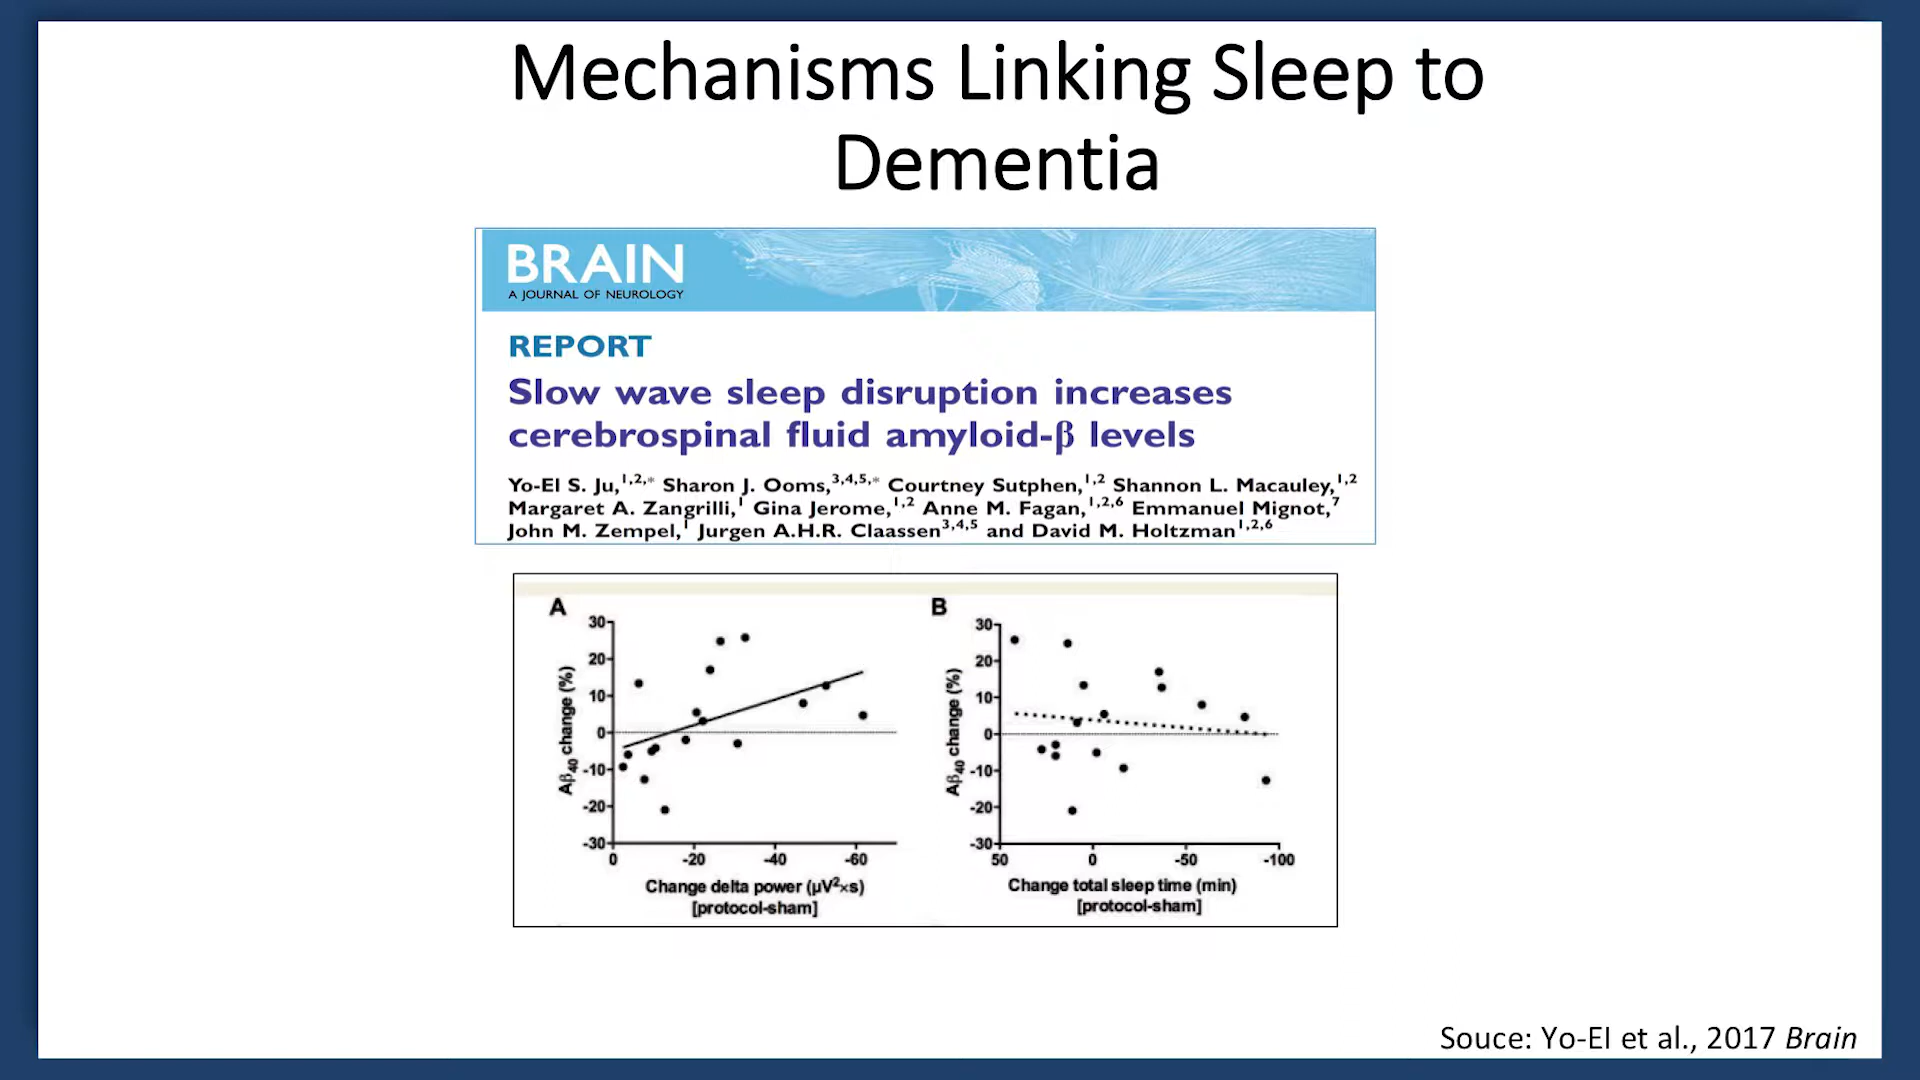 Mechanisms Linking Sleep to
Dementia
BRAIN
A JOURNAL OF NEUROLOGY
REPORT
Slow wave sleep disruption increases
cerebrospinal fluid amyloid-β levels
Yo-El S. Ju,1,2,* Sharon J. Ooms,3,4,5,* Courtney Sutphen,1,2 Shannon L. Macauley,1,2
Margaret A. Zangrilli,1 Gina Jerome,1,2 Anne M. Fagan,1,2,6 Emmanuel Mignot,7
John M. Zempel,1 Jurgen A.H.R. Claassen3,4,5 and David M. Holtzman1,2,6
A
30
20
10
0
-10
-20
-30
Aβ40 change (%)
0 -20 -40 -60
Change delta power (µV2×s)
[protocol-sham]
B
30
20
10
0
-10
-20
-30
Aβ40 change (%)
50 0 -50 -100
Change total sleep time (min)
[protocol-sham]
Souce: Yo-El et al., 2017 Brain